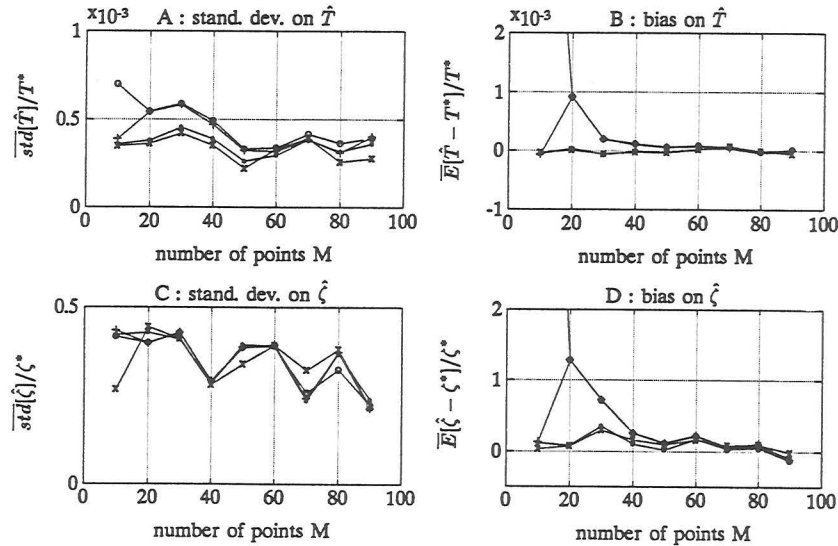 x10-3 A : stand. dev. on T̂
1
0.5
0
s̅t̅d̅[T̂]/T*
0 20 40 60 80 100
number of points M
x10-3 B : bias on T̂
2
1
0
-1
E̅[T̂ − T*]/T*
0 20 40 60 80 100
number of points M
C : stand. dev. on ζ̂
0.5
0
s̅t̅d̅[ζ̂]/ζ*
0 20 40 60 80 100
number of points M
D : bias on ζ̂
2
1
0
E̅[ζ̂ − ζ*]/ζ*
0 20 40 60 80 100
number of points M